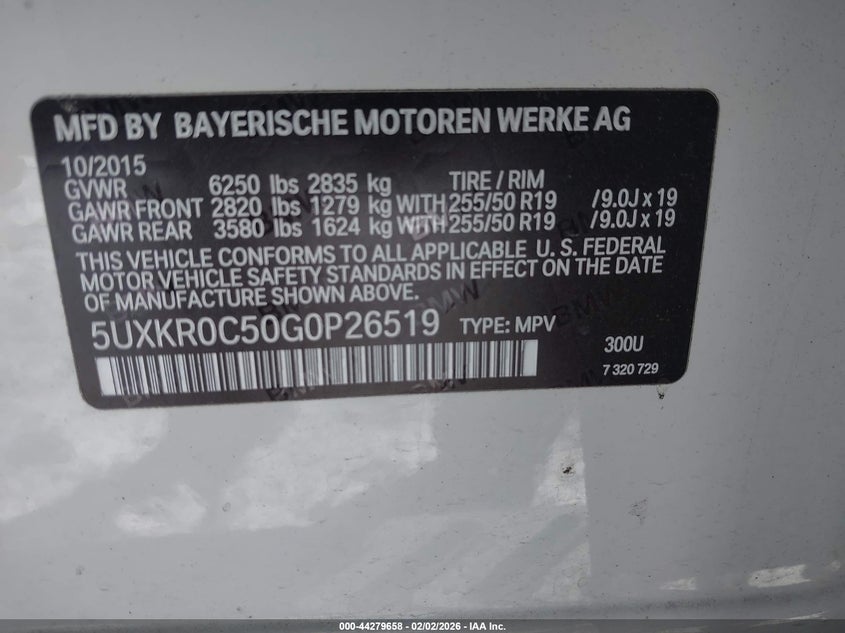 MFD BY BAYERISCHE MOTOREN WERKE AG
10/2015
GVWR 6250 lbs 2835 kg TIRE / RIM
GAWR FRONT 2820 lbs 1279 kg WITH 255/50 R19 /9.0J x 19
GAWR REAR 3580 lbs 1624 kg WITH 255/50 R19 /9.0J x 19
THIS VEHICLE CONFORMS TO ALL APPLICABLE U. S. FEDERAL
MOTOR VEHICLE SAFETY STANDARDS IN EFFECT ON THE DATE
OF MANUFACTURE SHOWN ABOVE.
5UXKR0C50G0P26519 TYPE: MPV
300U
7 320 729
000-44279658 - 02/02/2026 - IAA Inc.